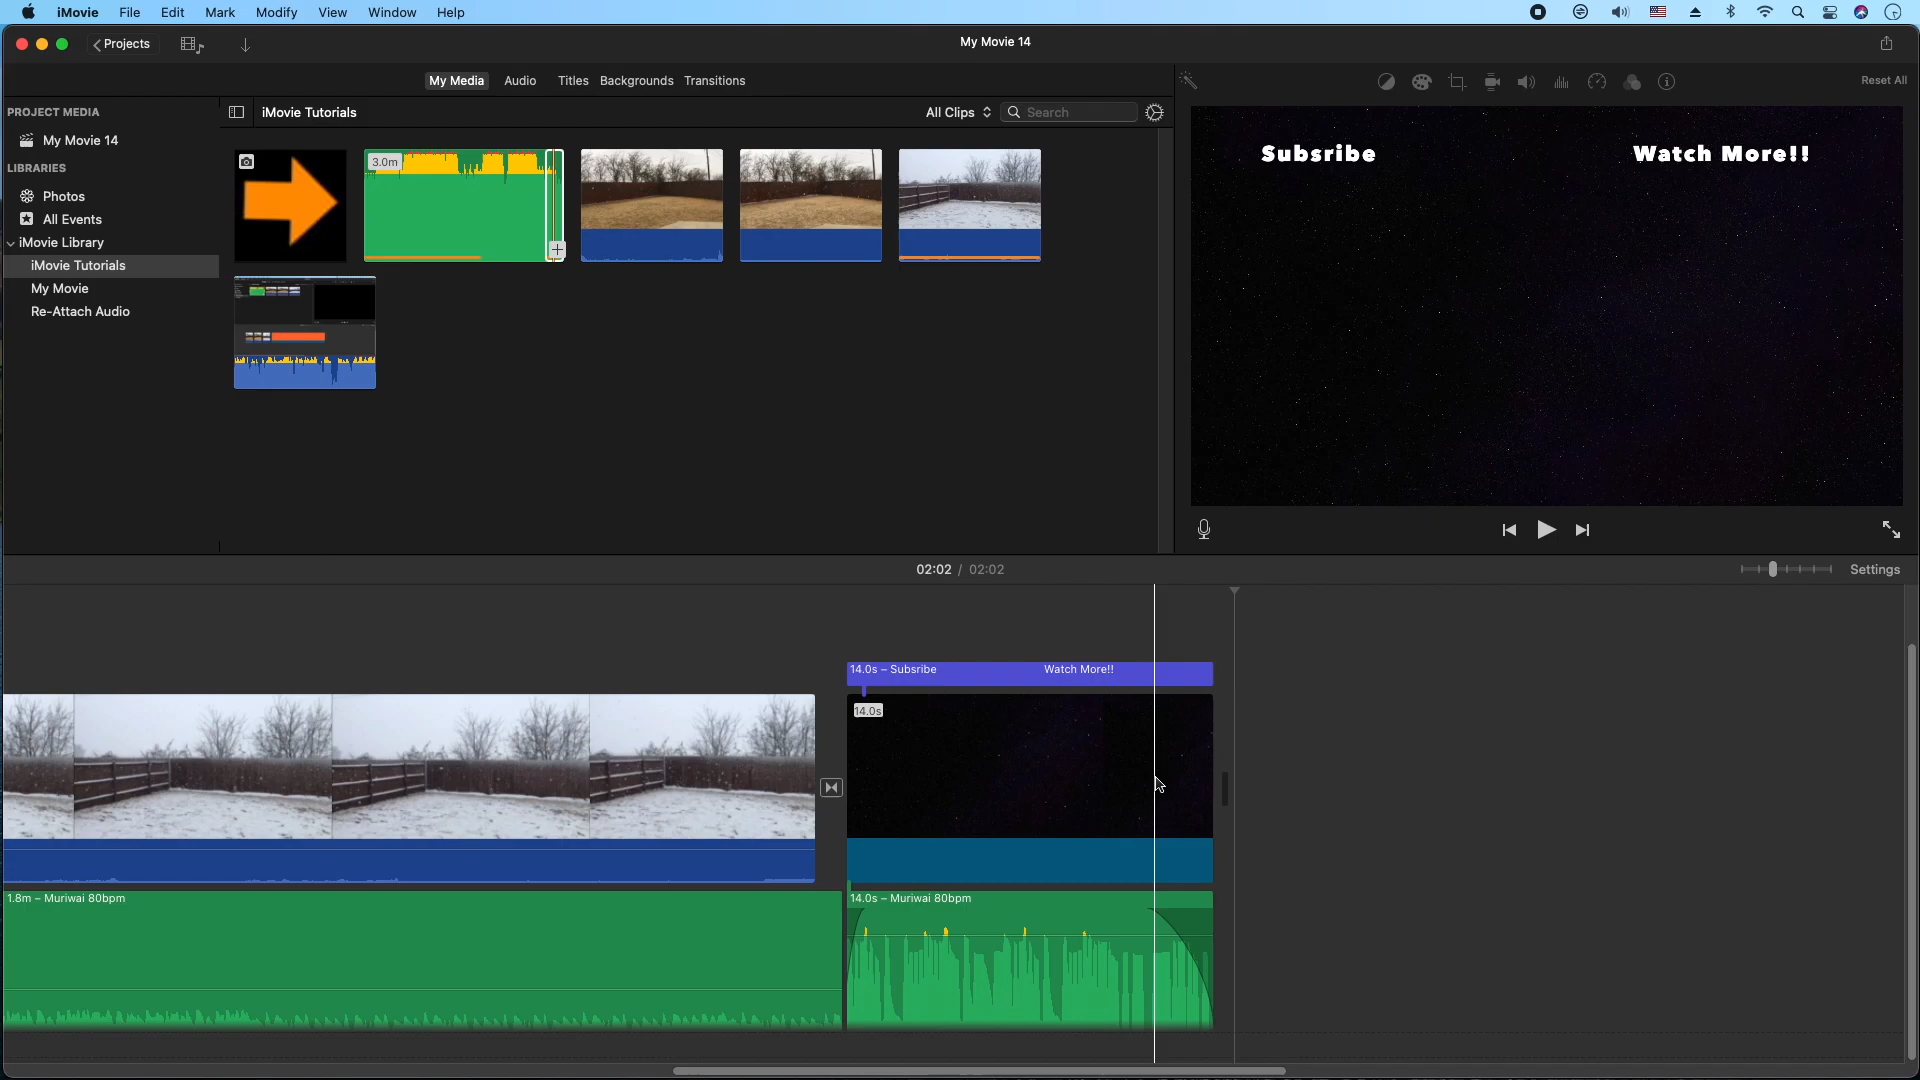 iMovie File Edit Mark Modify View Window Help
Projects
My Movie 14
My Media Audio Titles Backgrounds Transitions
Reset All
PROJECT MEDIA
iMovie Tutorials
All Clips
Search
My Movie 14
LIBRARIES
Photos
All Events
iMovie Library
iMovie Tutorials
My Movie
Re-Attach Audio
3.0m
Subsribe
Watch More!!
02:02 / 02:02
Settings
14.0s – Subsribe
Watch More!!
14.0s
1.8m – Muriwai 80bpm
14.0s – Muriwai 80bpm